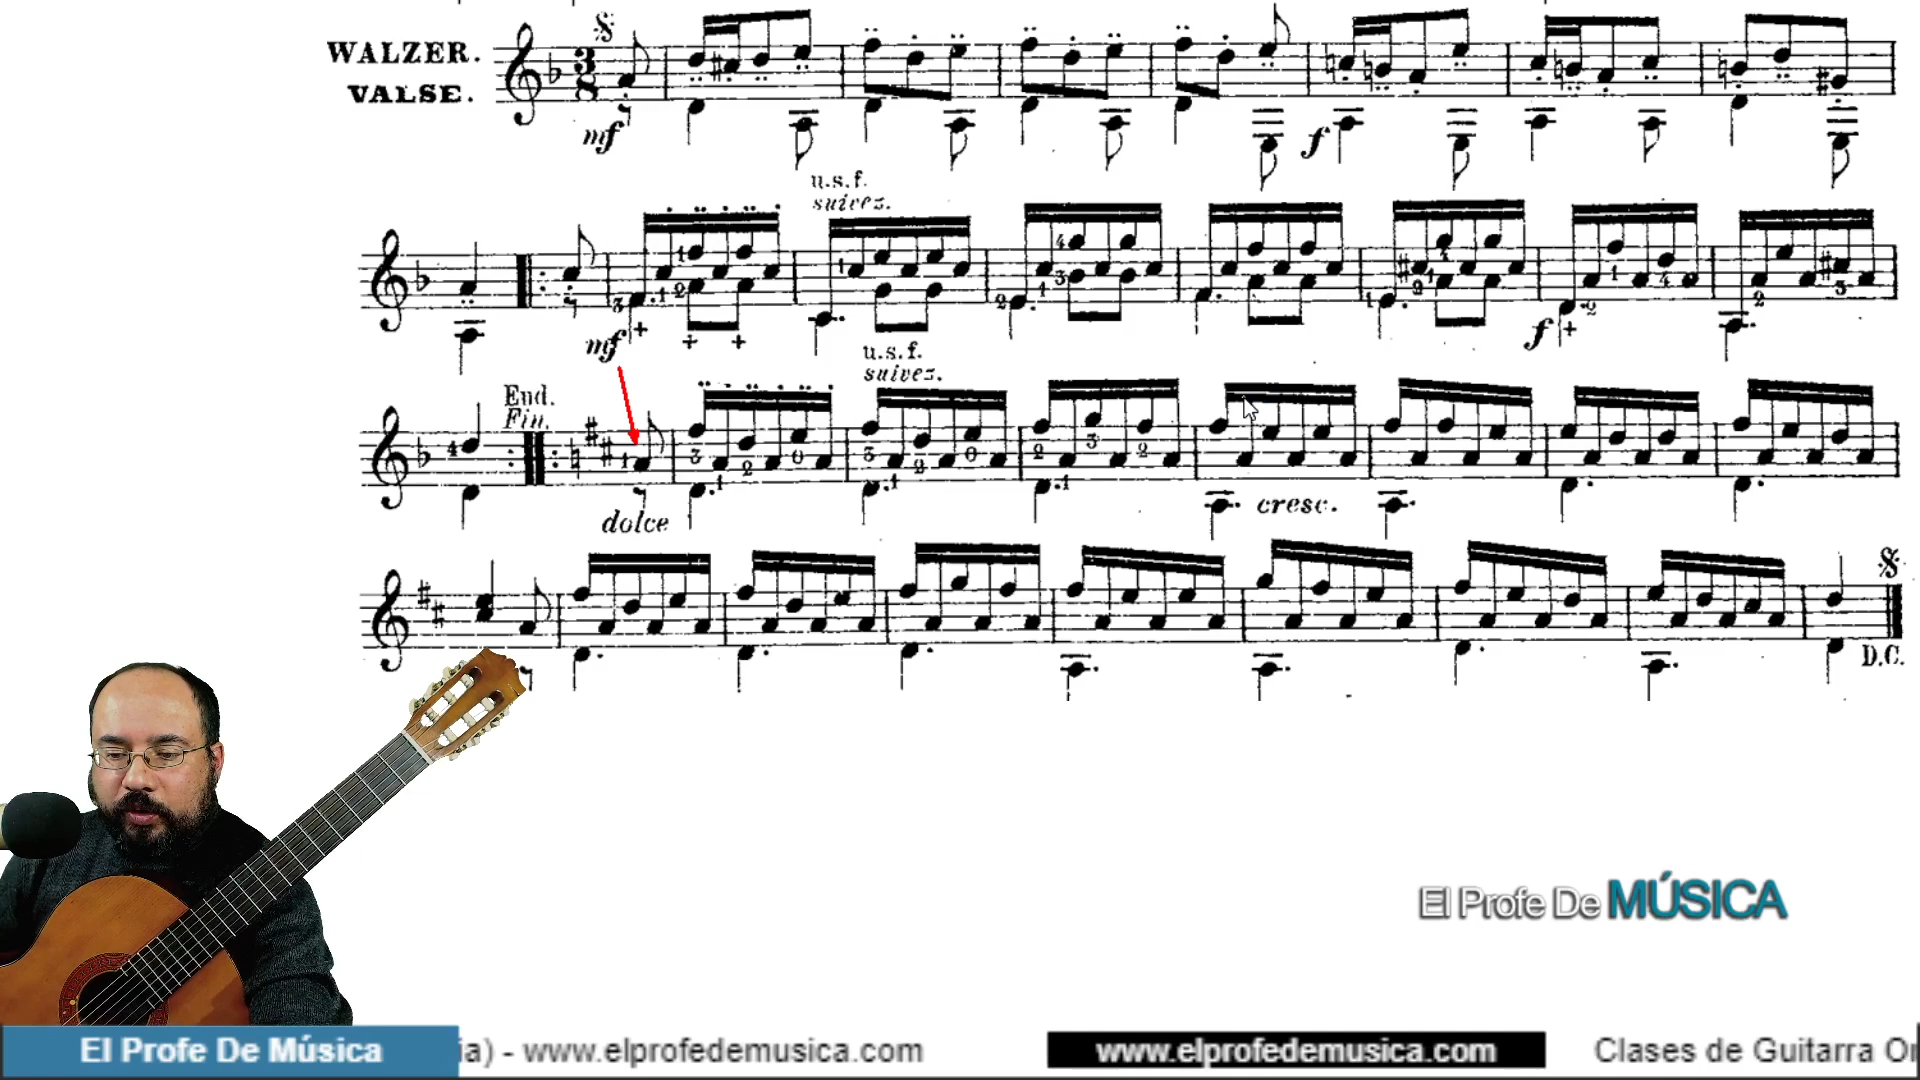 WALZER.
VALSE.
mf
f
u.s.f.
suivez.
mf
f
u.s.f.
suivez.
End.
Fin.
dolce
cresc.
D.C.
El Profe De MÚSICA
El Profe De Música
ia) - www.elprofedemusica.com
www.elprofedemusica.com
Clases de Guitarra On